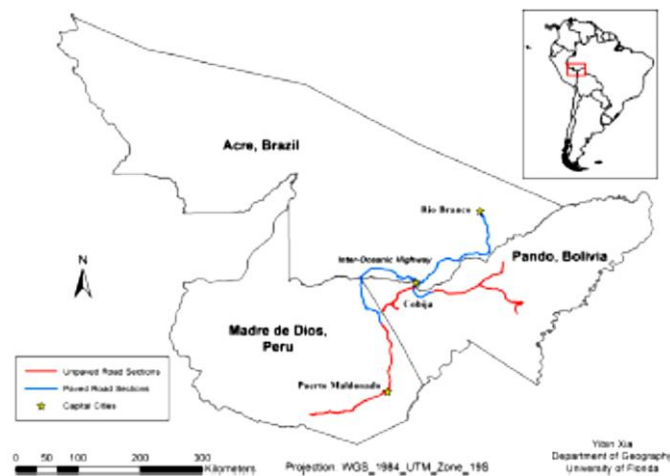 Acre, Brazil
Rio Branco
Inter-Oceanic Highway
Pando, Bolivia
Cobija
N
Madre de Dios,
Peru
Unpaved Road Sections
Paved Road Sections
Capital Cities
Puerto Maldonado
0 50 100 200 300
Kilometers
Projection: WGS_1984_UTM_Zone_19S
Yibin Xia
Department of Geography
University of Florida